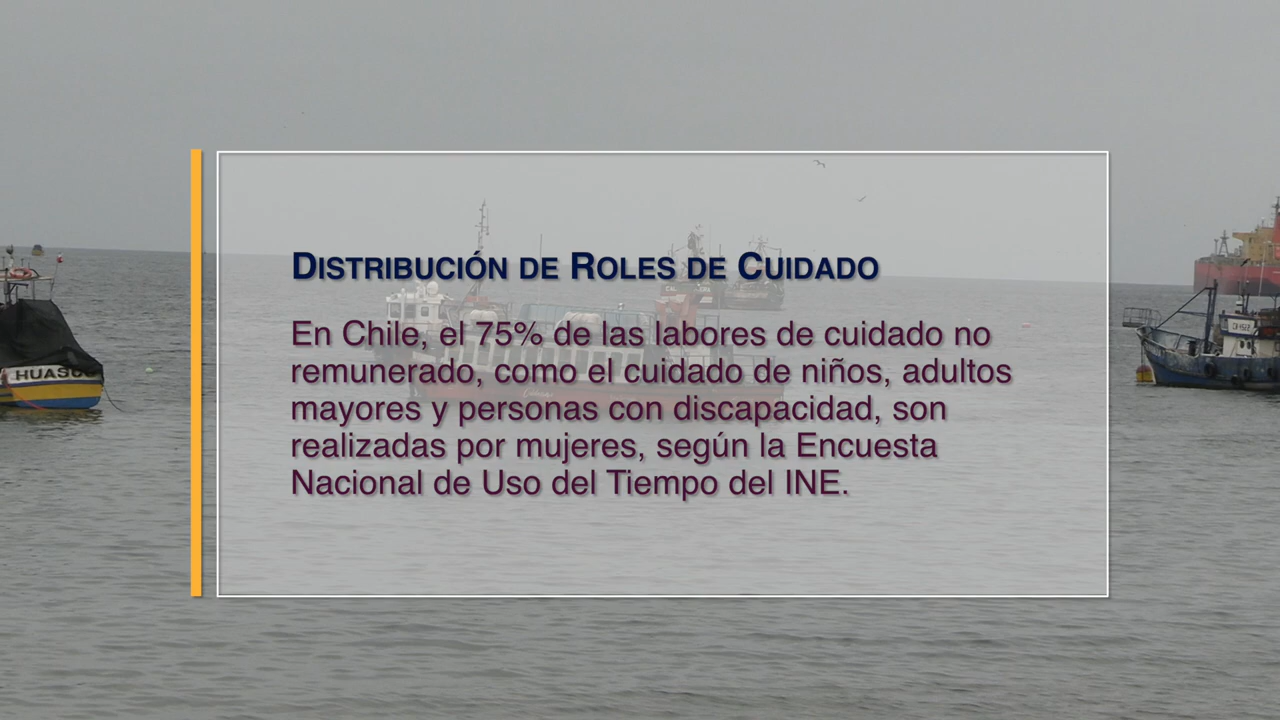 DISTRIBUCIÓN DE ROLES DE CUIDADO
En Chile, el 75% de las labores de cuidado no
remunerado, como el cuidado de niños, adultos
mayores y personas con discapacidad, son
realizadas por mujeres, según la Encuesta
Nacional de Uso del Tiempo del INE.